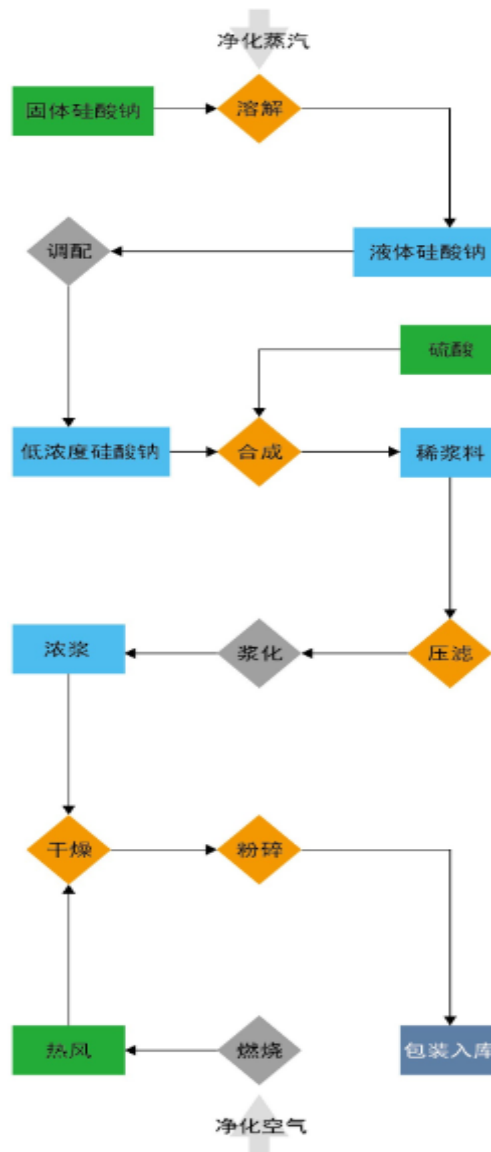 净化蒸汽
固体硅酸钠
溶解
调配
液体硅酸钠
硫酸
低浓度硅酸钠
合成
稀浆料
浓浆
浆化
压滤
干燥
粉碎
热风
燃烧
包装入库
净化空气